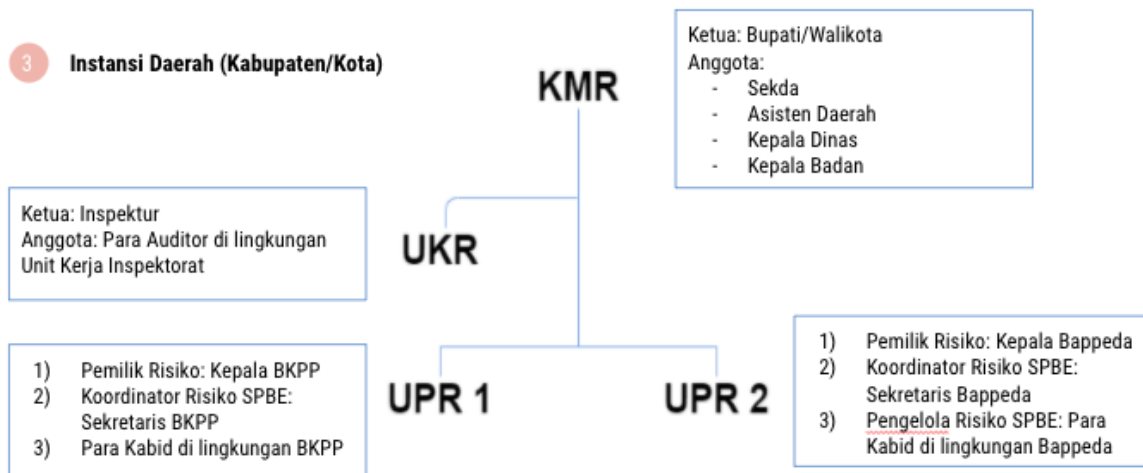 3
Instansi Daerah (Kabupaten/Kota)
KMR
Ketua: Bupati/Walikota
Anggota:
- Sekda
- Asisten Daerah
- Kepala Dinas
- Kepala Badan
Ketua: Inspektur
Anggota: Para Auditor di lingkungan
Unit Kerja Inspektorat
UKR
1) Pemilik Risiko: Kepala BKPP
2) Koordinator Risiko SPBE:
Sekretaris BKPP
3) Para Kabid di lingkungan BKPP
UPR 1
UPR 2
1) Pemilik Risiko: Kepala Bappeda
2) Koordinator Risiko SPBE:
Sekretaris Bappeda
3) Pengelola Risiko SPBE: Para
Kabid di lingkungan Bappeda